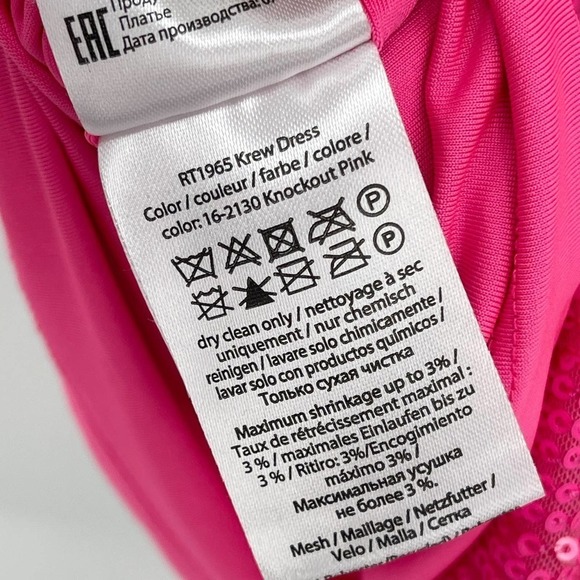 Проду
Платье
EAC Дата производства:
RT1965 Krew Dress
Color / couleur / farbe / colore /
color: 16-2130 Knockout Pink
P
P
dry clean only / nettoyage à sec
uniquement / nur chemisch
reinigen / lavare solo chimicamente /
lavar solo con productos químicos /
Только сухая чистка
Maximum shrinkage up to 3% /
Taux de rétrécissement maximal :
3 % / maximales Einlaufen bis zu
3 % / Ritiro: 3%/Encogimiento
máximo 3% /
Максимальная усушка
не более 3 %.
Mesh / Maillage / Netzfutter /
Velo / Malla / Сетка